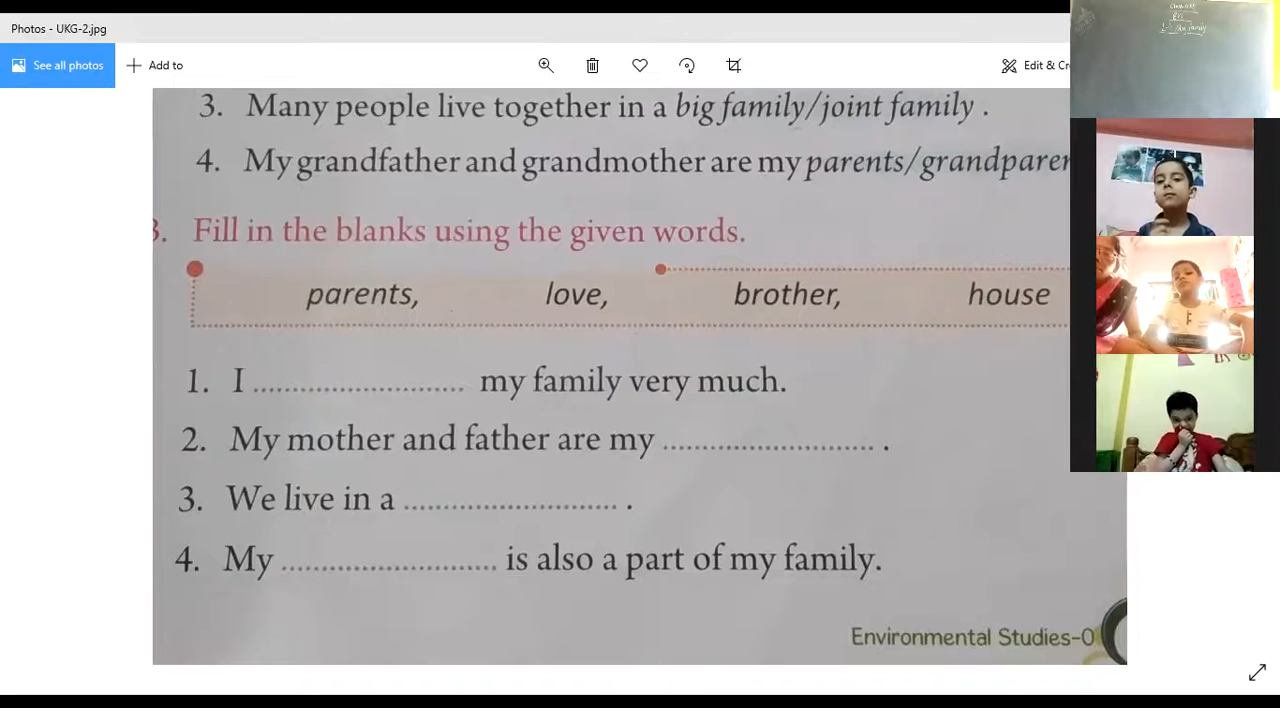 Photos - UKG-2.jpg
See all photos
Add to
Edit & Cr
3. Many people live together in a big family/joint family .
4. My grandfather and grandmother are my parents/grandparen
3. Fill in the blanks using the given words.
parents, love, brother, house
1. I ........................ my family very much.
2. My mother and father are my ........................ .
3. We live in a ........................ .
4. My ........................ is also a part of my family.
Environmental Studies-0
family